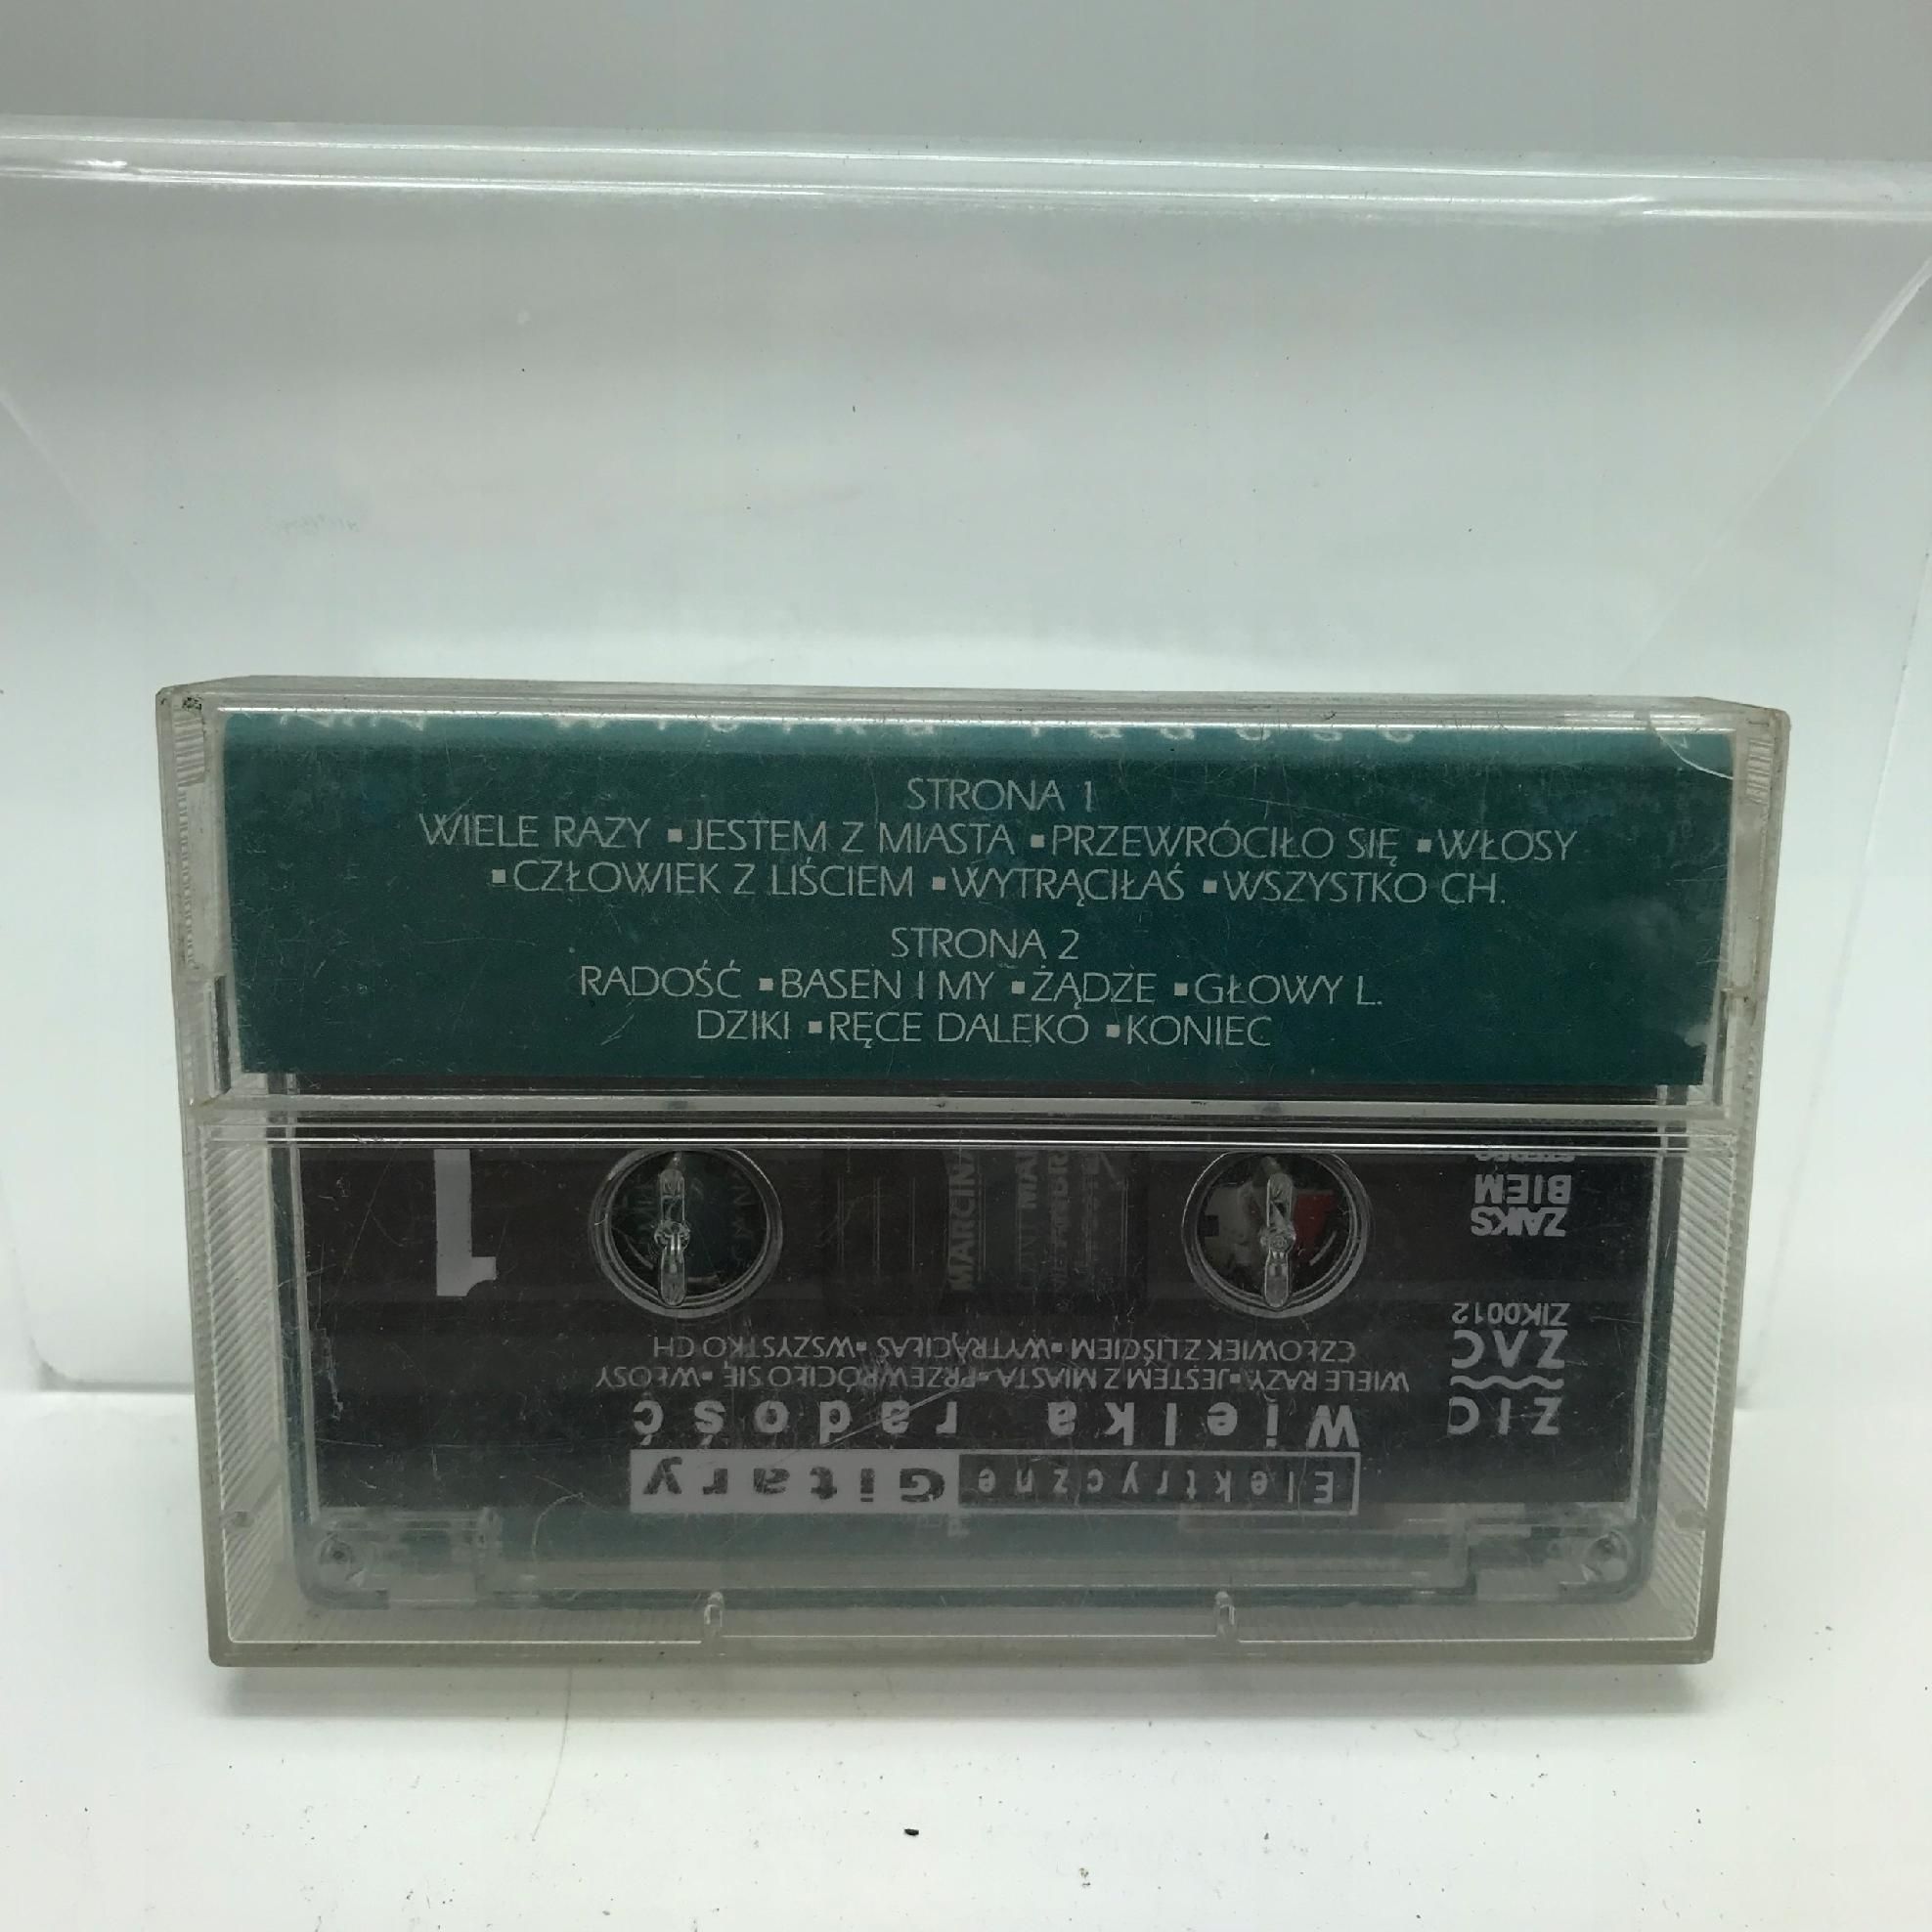 STRONA 1
WIELE RAZY ▪JESTEM Z MIASTA ▪PRZEWRÓCIŁO SIĘ ▪WŁOSY
▪CZŁOWIEK Z LIŚCIEM ▪WYTRĄCIŁAŚ ▪WSZYSTKO CH.
STRONA 2
RADOŚĆ ▪BASEN I MY ▪ŻĄDZE ▪GŁOWY L.
DZIKI ▪RĘCE DALEKO ▪KONIEC
Elektryczne Gitary
Wielka radość
WIELE RAZY▪JESTEM Z MIASTA▪PRZEWRÓCIŁO SIĘ▪WŁOSY
CZŁOWIEK Z LIŚCIEM▪WYTRĄCIŁAŚ▪WSZYSTKO CH
ZIC
ZAC
ZIK0012
ZAIKS
BIEM
STEREO
1